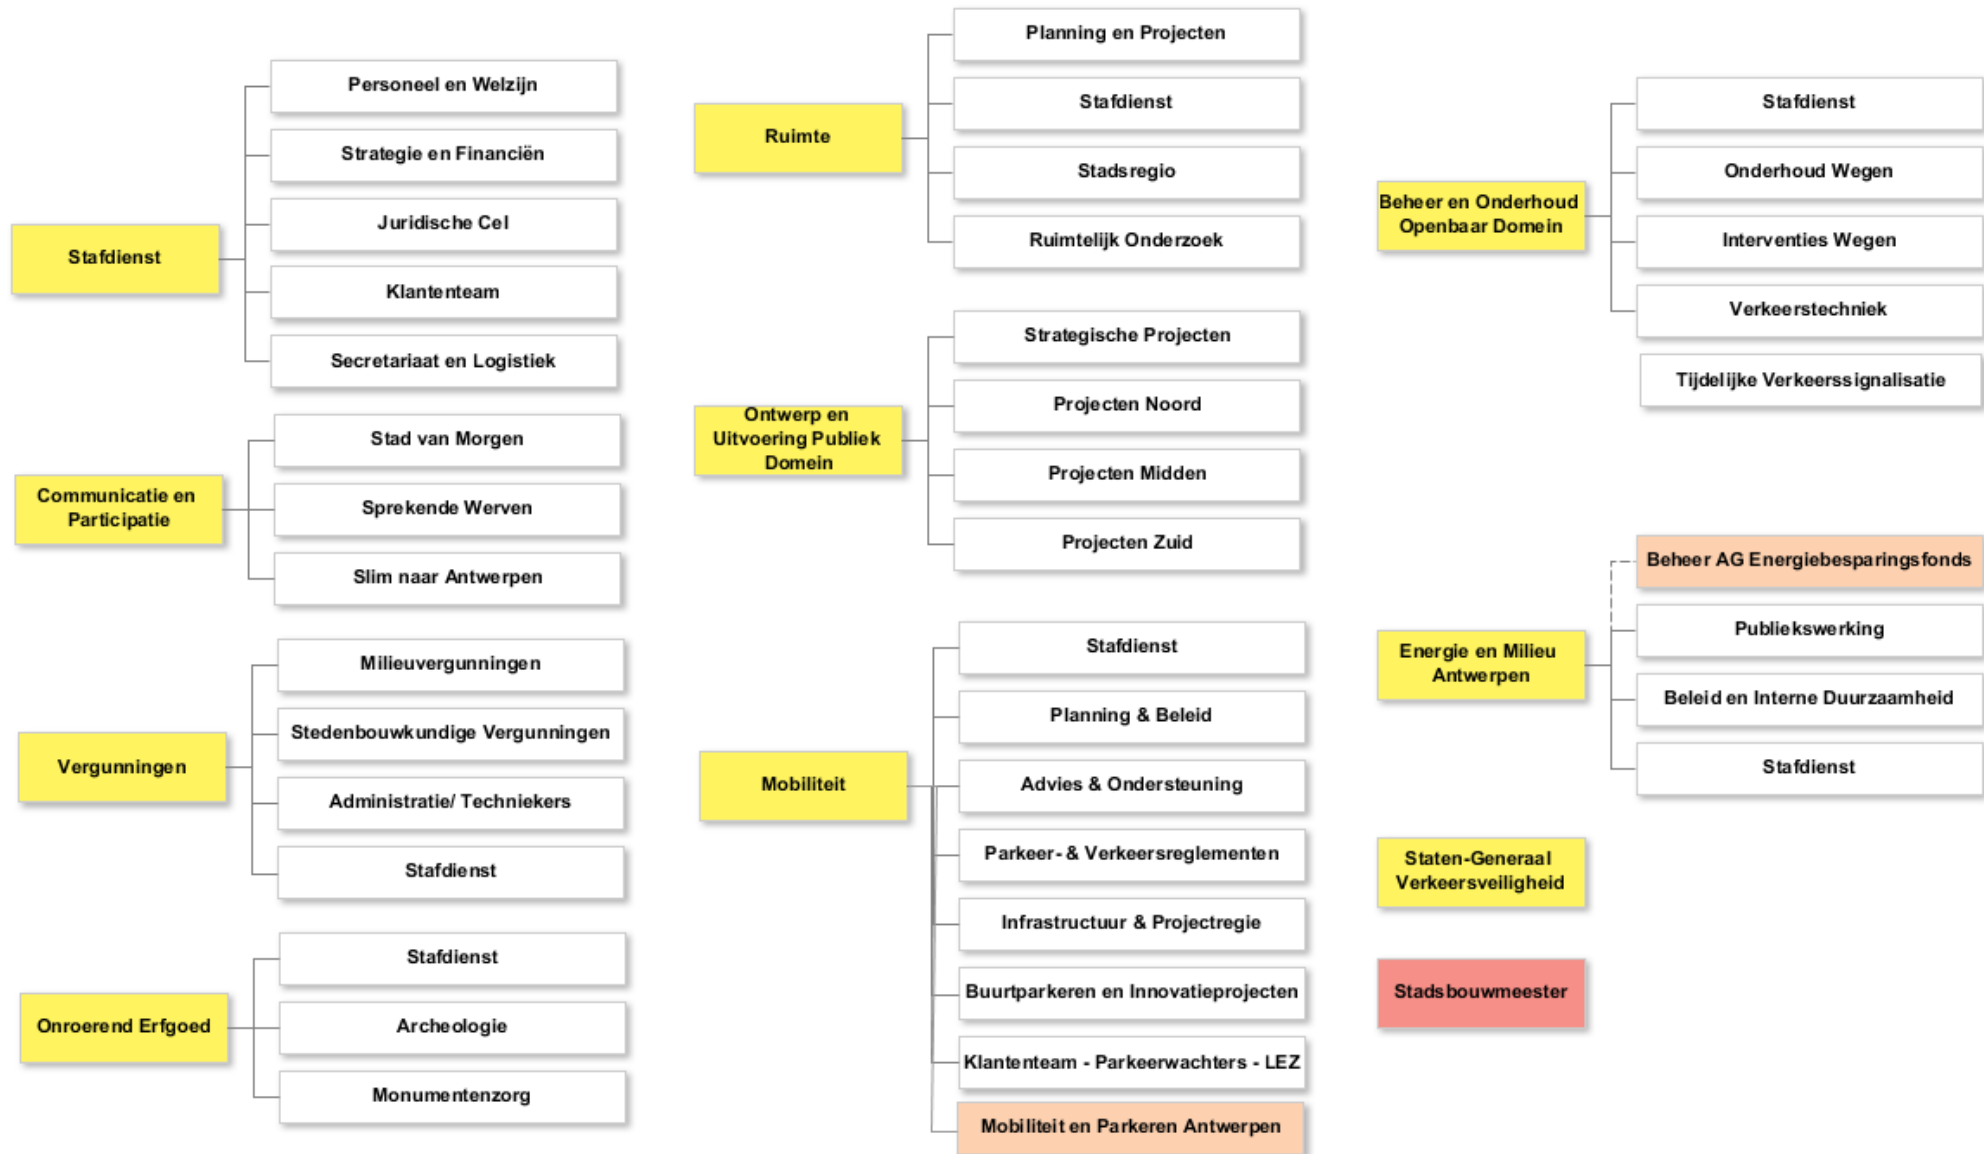 Stafdienst
Personeel en Welzijn
Strategie en Financiën
Juridische Cel
Klantenteam
Secretariaat en Logistiek
Communicatie en
Participatie
Stad van Morgen
Sprekende Werven
Slim naar Antwerpen
Vergunningen
Milieuvergunningen
Stedenbouwkundige Vergunningen
Administratie/ Techniekers
Stafdienst
Onroerend Erfgoed
Stafdienst
Archeologie
Monumentenzorg
Ruimte
Planning en Projecten
Stafdienst
Stadsregio
Ruimtelijk Onderzoek
Ontwerp en
Uitvoering Publiek
Domein
Strategische Projecten
Projecten Noord
Projecten Midden
Projecten Zuid
Mobiliteit
Stafdienst
Planning & Beleid
Advies & Ondersteuning
Parkeer- & Verkeersreglementen
Infrastructuur & Projectregie
Buurtparkeren en Innovatieprojecten
Klantenteam - Parkeerwachters - LEZ
Mobiliteit en Parkeren Antwerpen
Beheer en Onderhoud
Openbaar Domein
Stafdienst
Onderhoud Wegen
Interventies Wegen
Verkeerstechniek
Tijdelijke Verkeerssignalisatie
Energie en Milieu
Antwerpen
Beheer AG Energiebesparingsfonds
Publiekswerking
Beleid en Interne Duurzaamheid
Stafdienst
Staten-Generaal
Verkeersveiligheid
Stadsbouwmeester